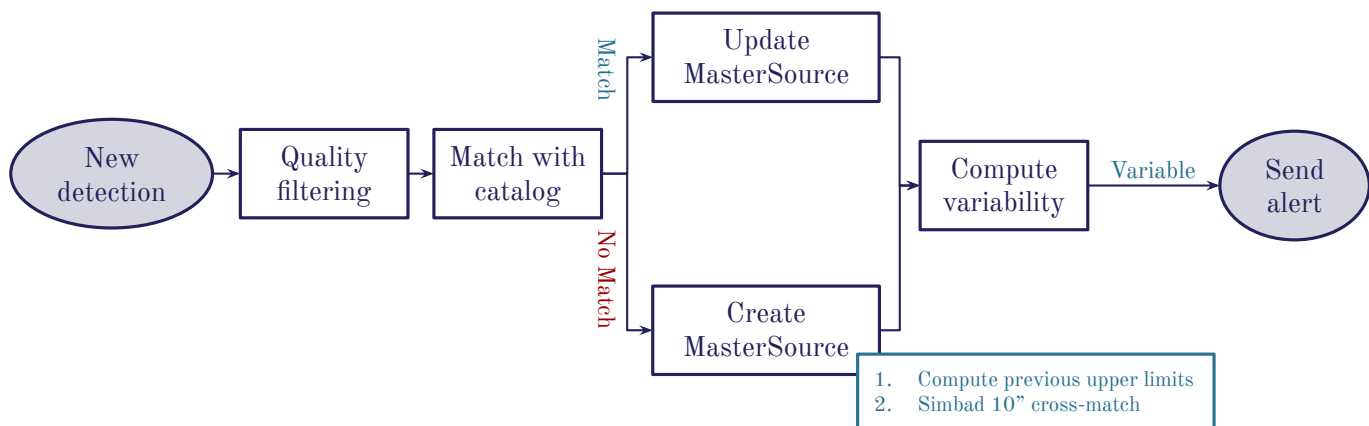 New
detection
Quality
filtering
Match with
catalog
Match
No Match
Update
MasterSource
Create
MasterSource
1. Compute previous upper limits
2. Simbad 10” cross-match
Compute
variability
Variable
Send
alert